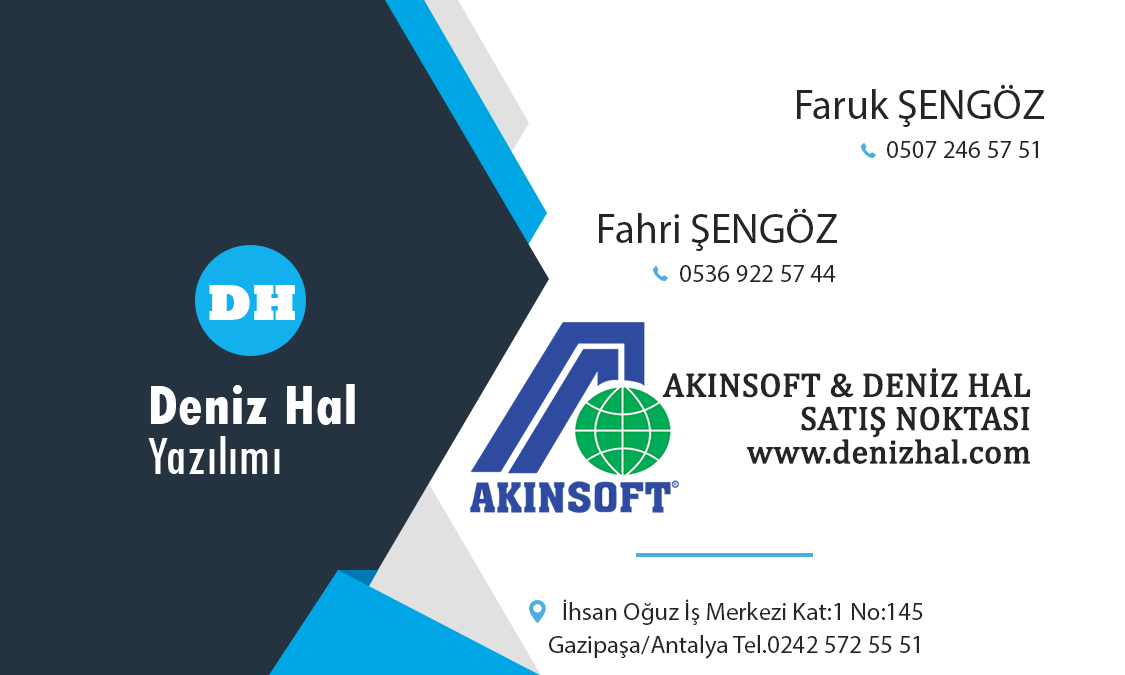 Faruk ŞENGÖZ
0507 246 57 51
Fahri ŞENGÖZ
0536 922 57 44
DH
Deniz Hal
Yazılımı
AKINSOFT & DENİZ HAL
SATIŞ NOKTASI
www.denizhal.com
AKINSOFT®
İhsan Oğuz İş Merkezi Kat:1 No:145
Gazipaşa/Antalya Tel.0242 572 55 51